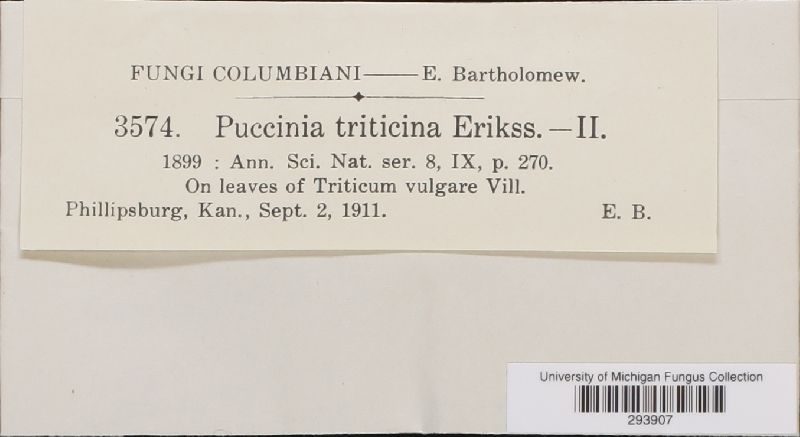 FUNGI COLUMBIANI—E. Bartholomew.
3574. Puccinia triticina Erikss.—II.
1899 : Ann. Sci. Nat. ser. 8, IX, p. 270.
On leaves of Triticum vulgare Vill.
Phillipsburg, Kan., Sept. 2, 1911. E. B.
University of Michigan Fungus Collection
293907